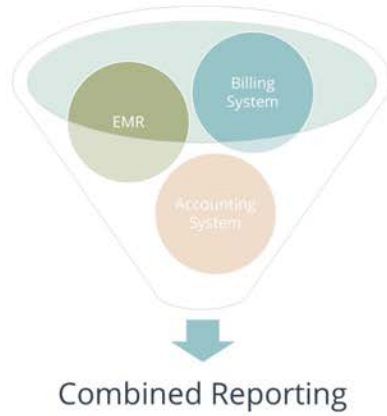 Billing
System
EMR
Accounting
System
Combined Reporting